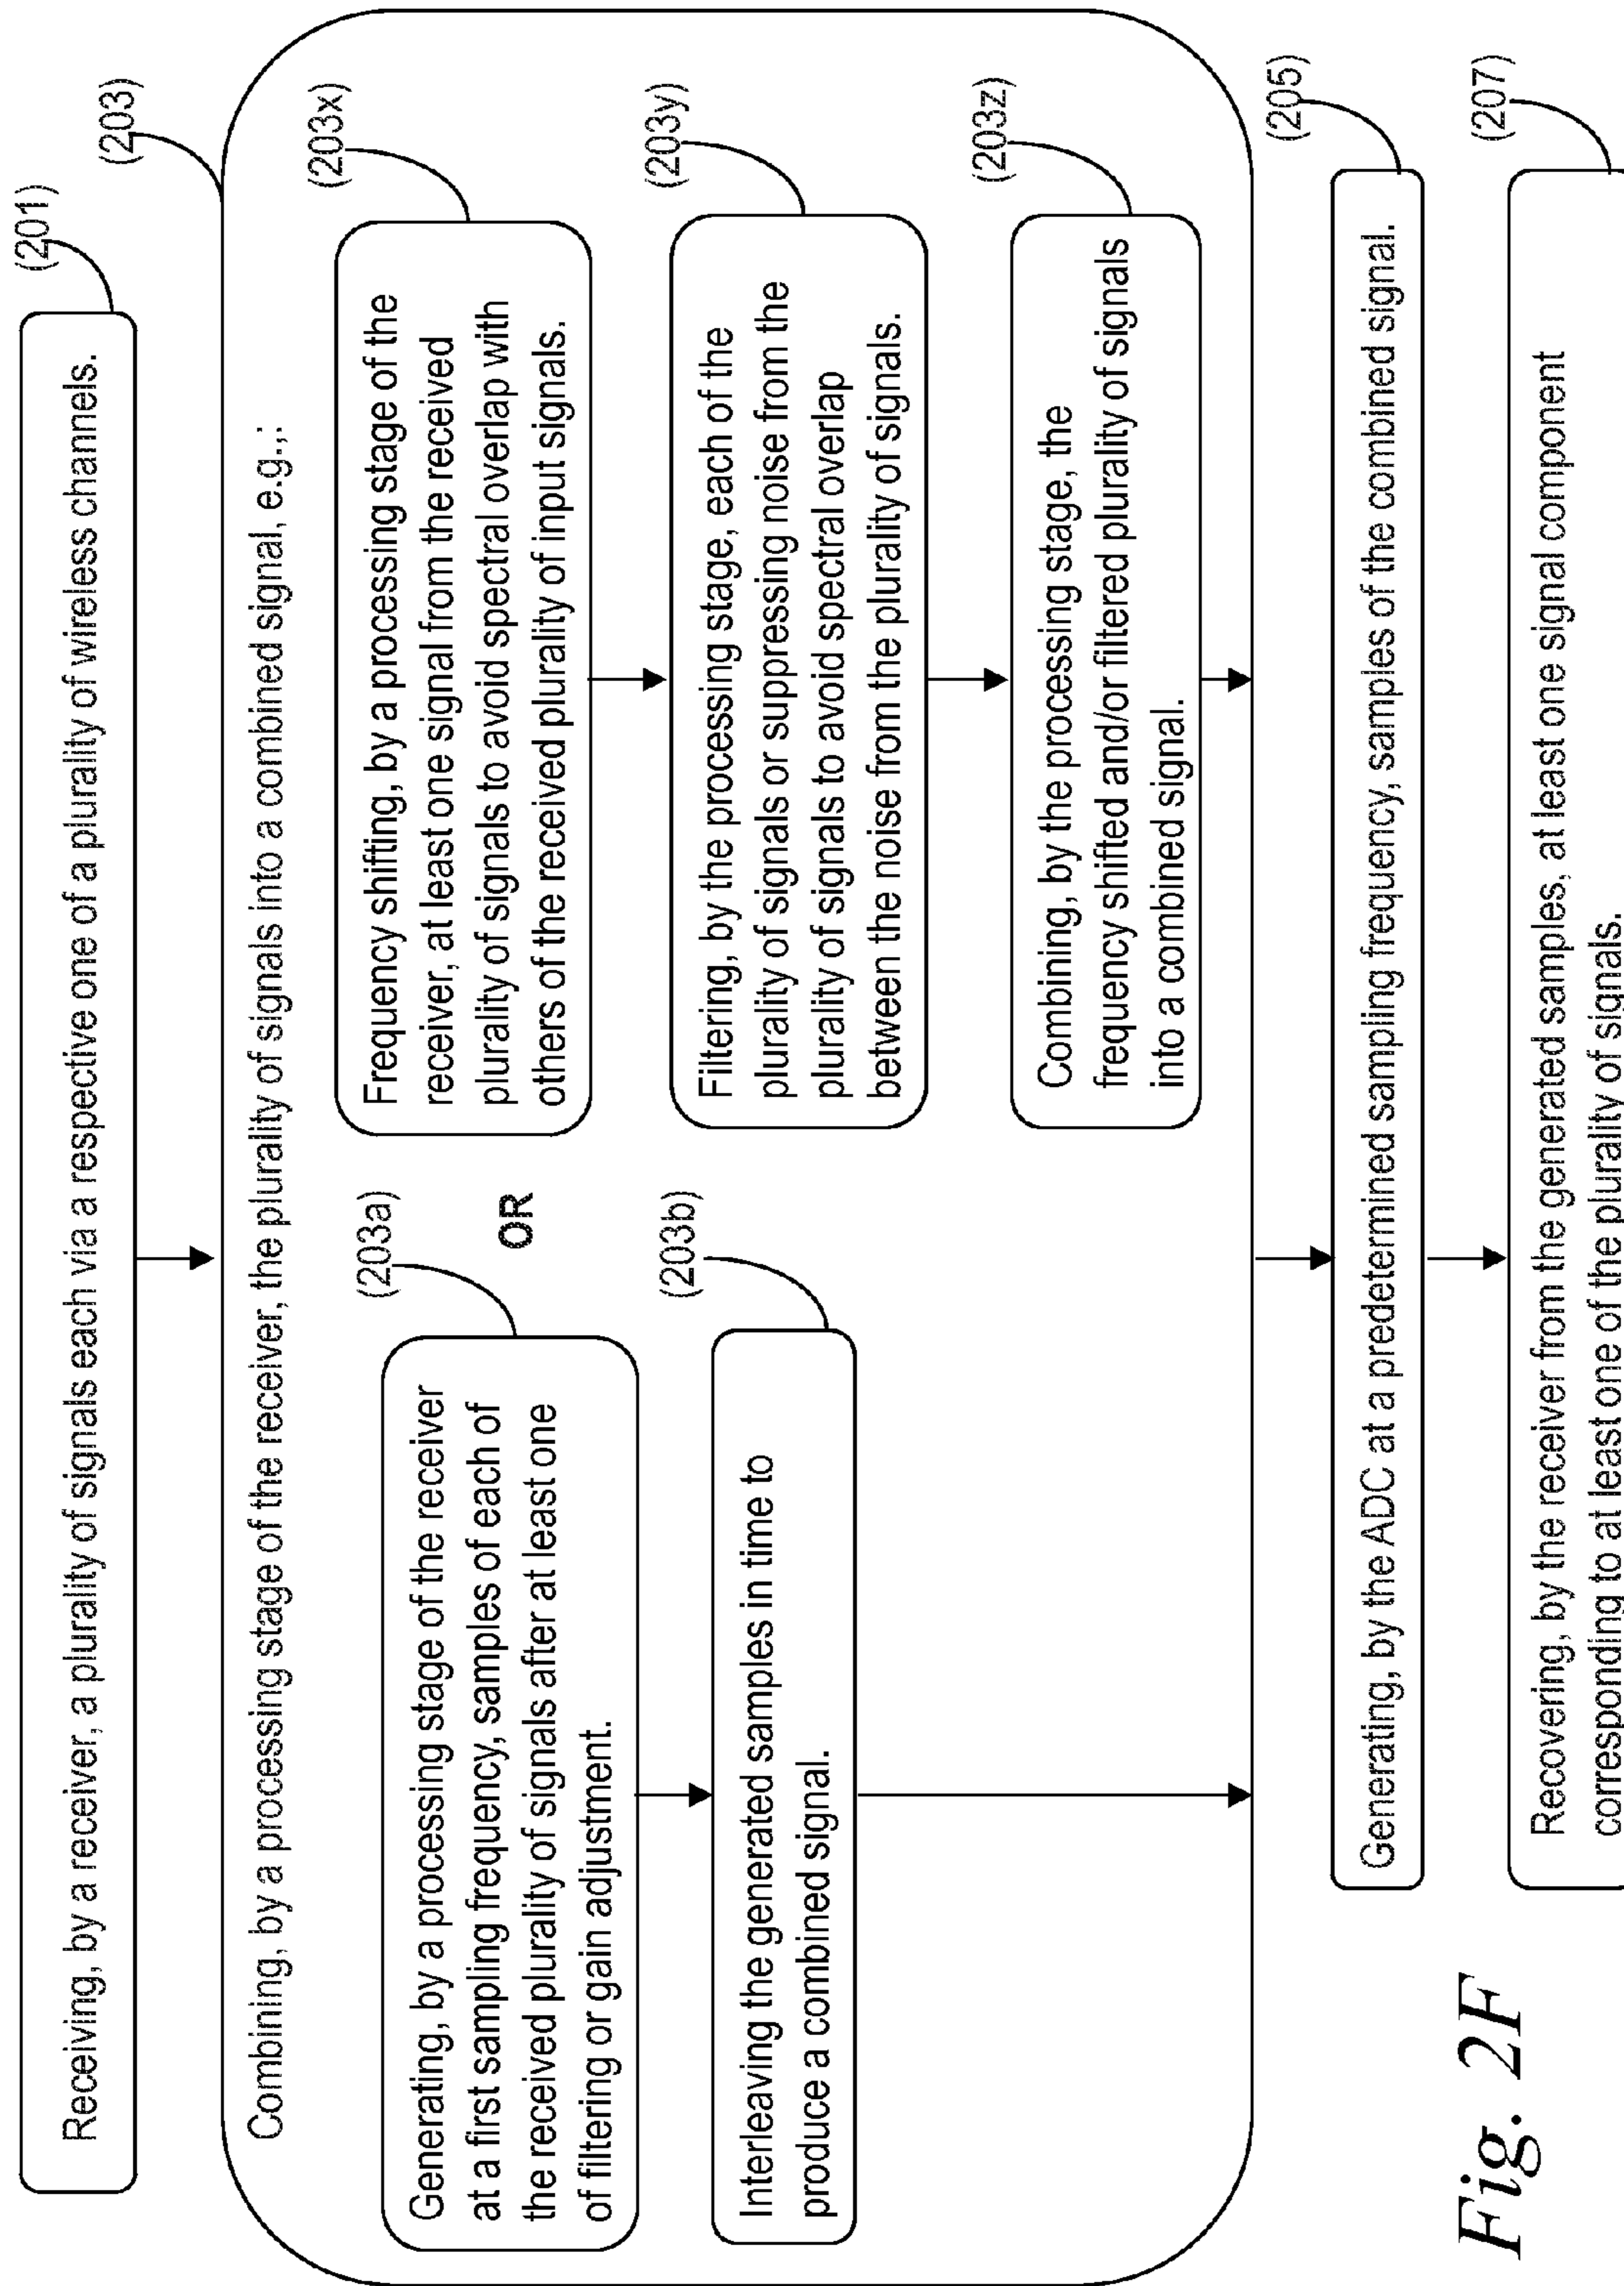 Receiving, by a receiver, a plurality of signals each via a respective one of a plurality of wireless channels.
(201)
(203)
Combining, by a processing stage of the receiver, the plurality of signals into a combined signal, e.g.,:
(203a)
Generating, by a processing stage of the receiver
at a first sampling frequency, samples of each of
the received plurality of signals after at least one
of filtering or gain adjustment.
(203b)
Interleaving the generated samples in time to
produce a combined signal.
OR
(203x)
Frequency shifting, by a processing stage of the
receiver, at least one signal from the received
plurality of signals to avoid spectral overlap with
others of the received plurality of input signals.
(203y)
Filtering, by the processing stage, each of the
plurality of signals or suppressing noise from the
plurality of signals to avoid spectral overlap
between the noise from the plurality of signals.
(203z)
Combining, by the processing stage, the
frequency shifted and/or filtered plurality of signals
into a combined signal.
(205)
Generating, by the ADC at a predetermined sampling frequency, samples of the combined signal.
(207)
Recovering, by the receiver from the generated samples, at least one signal component
corresponding to at least one of the plurality of signals.
Fig. 2F